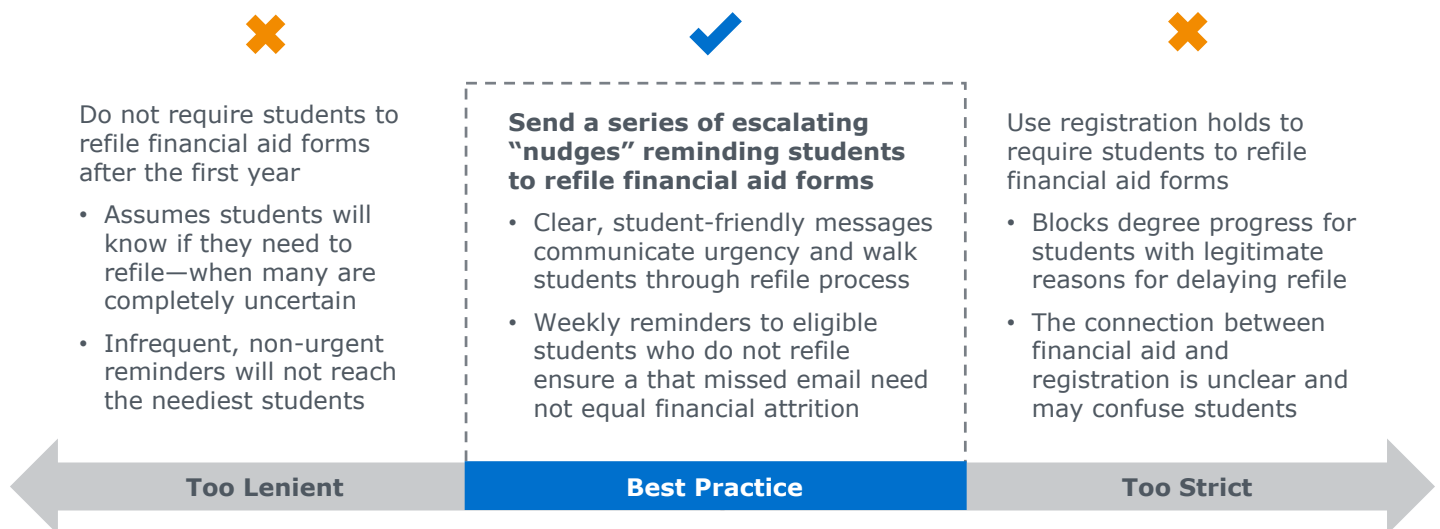 Do not require students to
refile financial aid forms
after the first year
• Assumes students will
know if they need to
refile—when many are
completely uncertain
• Infrequent, non-urgent
reminders will not reach
the neediest students
Send a series of escalating
“nudges” reminding students
to refile financial aid forms
• Clear, student-friendly messages
communicate urgency and walk
students through refile process
• Weekly reminders to eligible
students who do not refile
ensure a that missed email need
not equal financial attrition
Use registration holds to
require students to refile
financial aid forms
• Blocks degree progress for
students with legitimate
reasons for delaying refile
• The connection between
financial aid and
registration is unclear and
may confuse students
Too Lenient
Best Practice
Too Strict